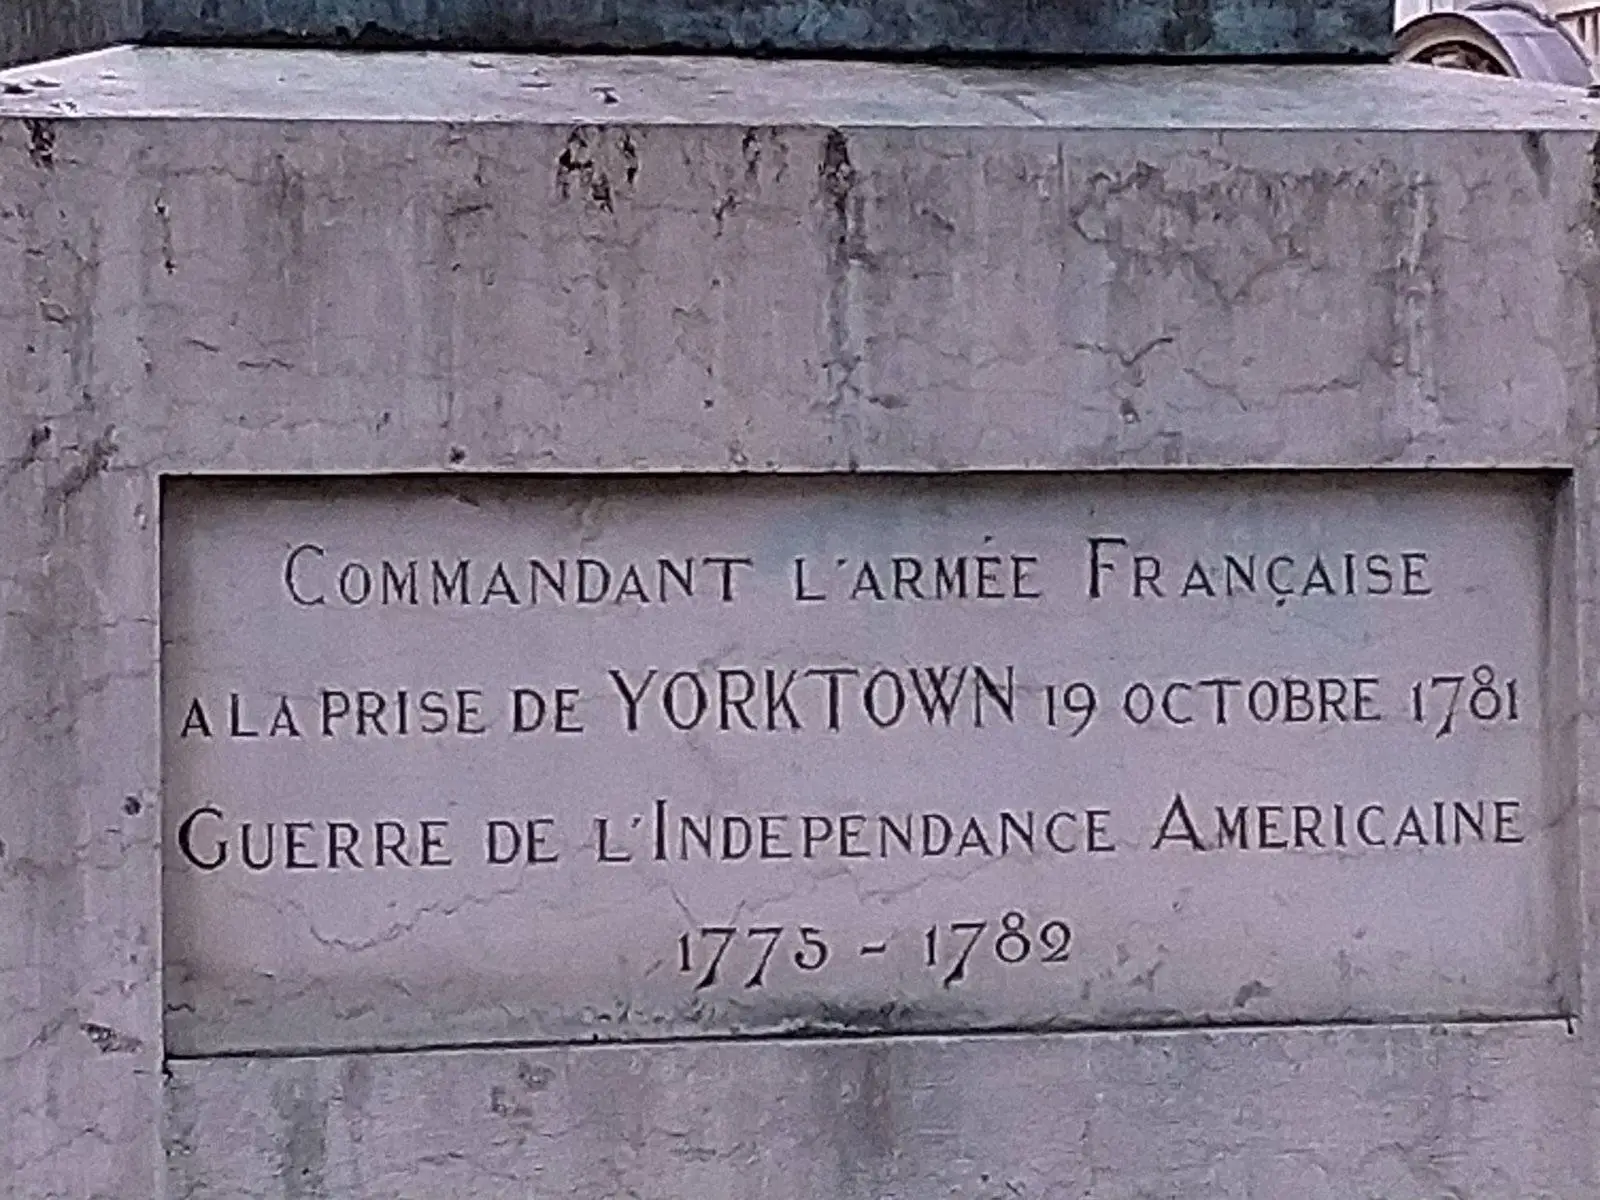 COMMANDANT L'ARMÉE FRANÇAISE
A LA PRISE DE YORKTOWN 19 OCTOBRE 1781
GUERRE DE L'INDEPENDANCE AMERICAINE
1775 - 1782